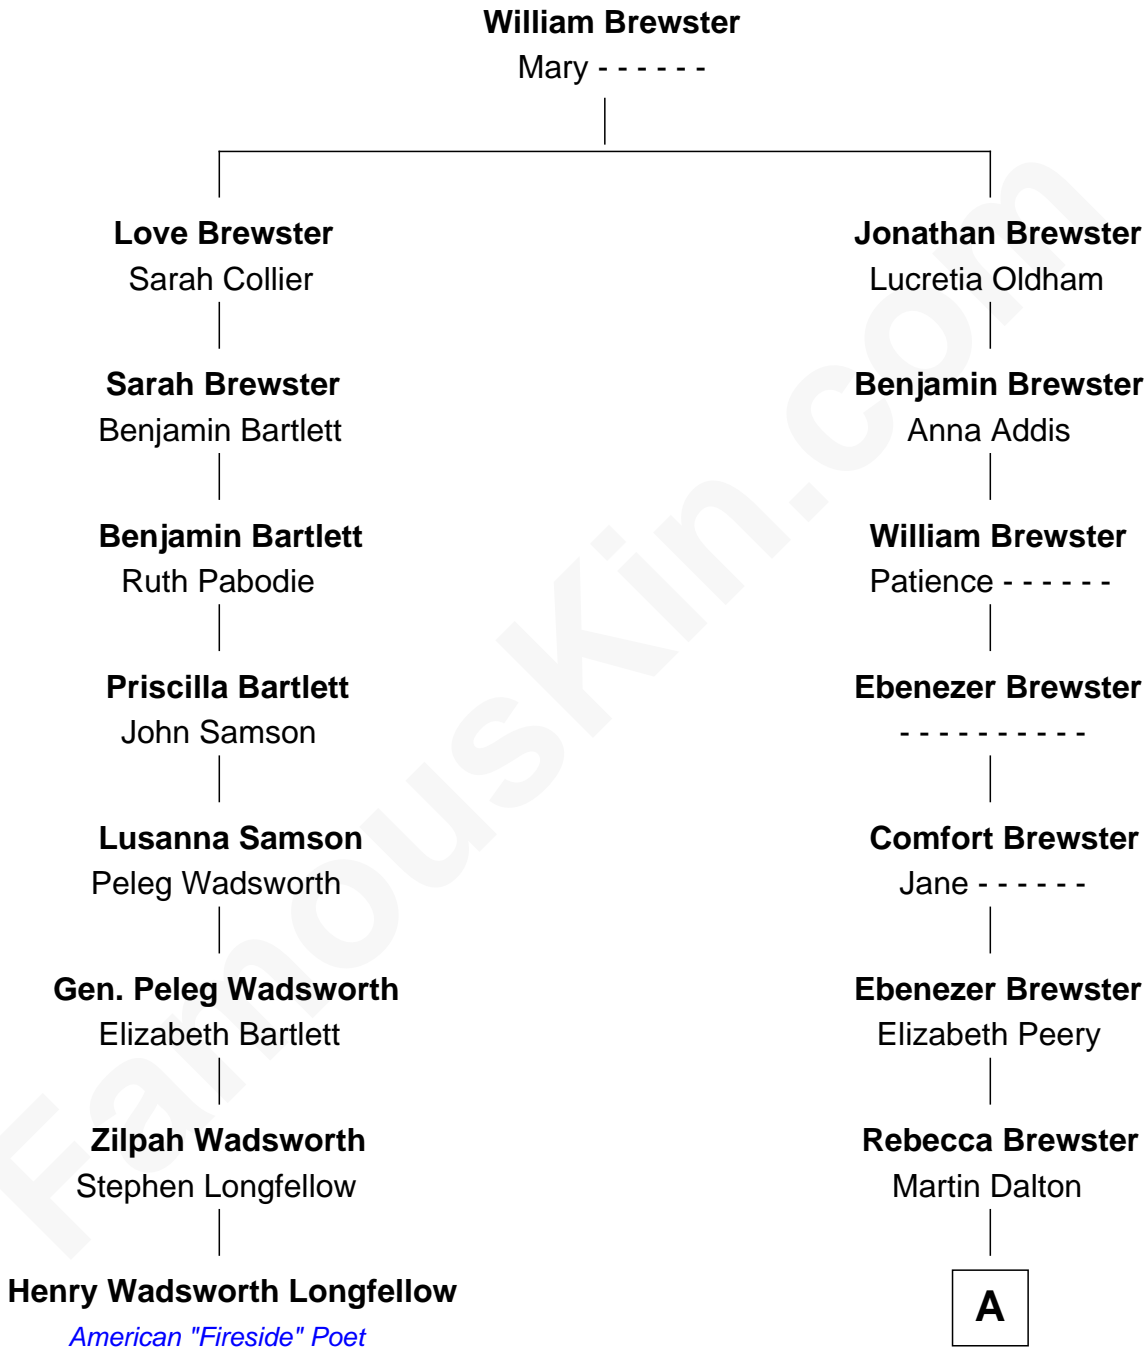 William Brewster
Mary - - - - - -
Love Brewster
Sarah Collier
Jonathan Brewster
Lucretia Oldham
Sarah Brewster
Benjamin Bartlett
Benjamin Brewster
Anna Addis
Benjamin Bartlett
Ruth Pabodie
William Brewster
Patience - - - - - -
Priscilla Bartlett
John Samson
Ebenezer Brewster
- - - - - - - - - -
Lusanna Samson
Peleg Wadsworth
Comfort Brewster
Jane - - - - - -
Gen. Peleg Wadsworth
Elizabeth Bartlett
Ebenezer Brewster
Elizabeth Peery
Zilpah Wadsworth
Stephen Longfellow
Rebecca Brewster
Martin Dalton
Henry Wadsworth Longfellow
American "Fireside" Poet
A
FamousKin.com